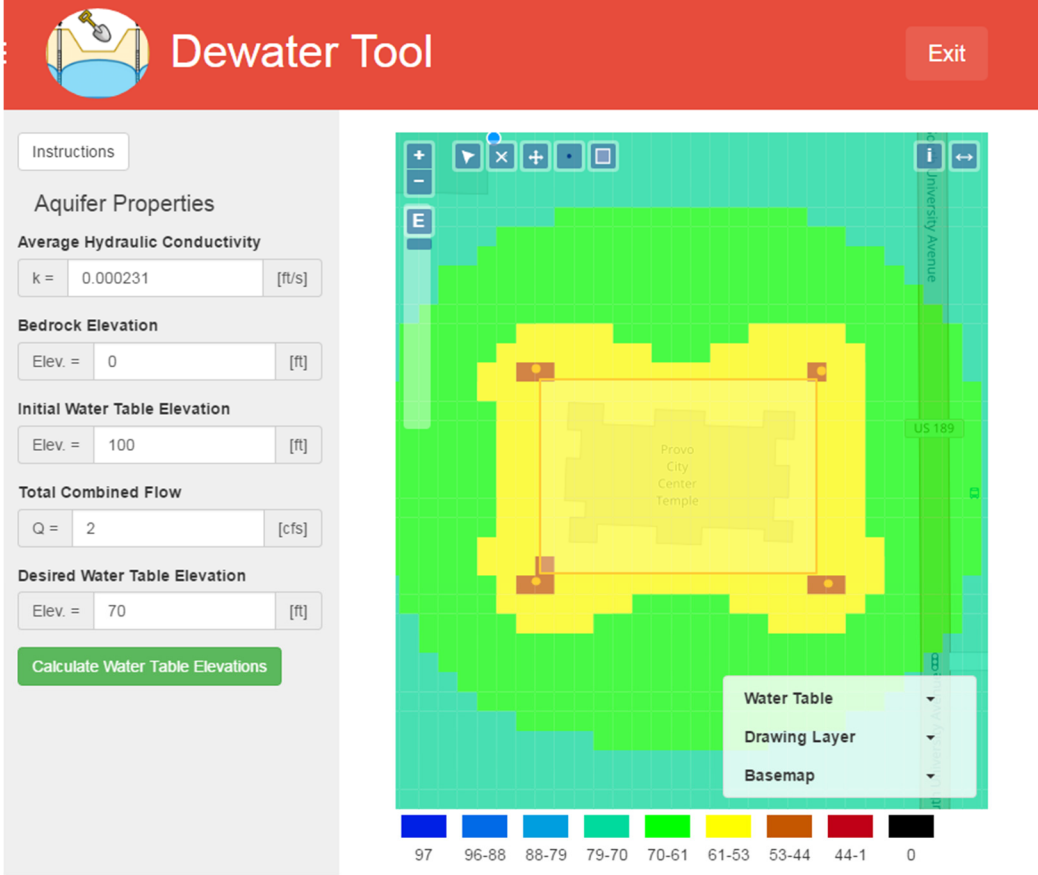 Dewater Tool
Exit
Instructions
Aquifer Properties
Average Hydraulic Conductivity
k = 0.000231 [ft/s]
Bedrock Elevation
Elev. = 0 [ft]
Initial Water Table Elevation
Elev. = 100 [ft]
Total Combined Flow
Q = 2 [cfs]
Desired Water Table Elevation
Elev. = 70 [ft]
Calculate Water Table Elevations
+
−
E
i
University Avenue
US 189
Provo
City
Center
Temple
Water Table
Drawing Layer
Basemap
97 96-88 88-79 79-70 70-61 61-53 53-44 44-1 0